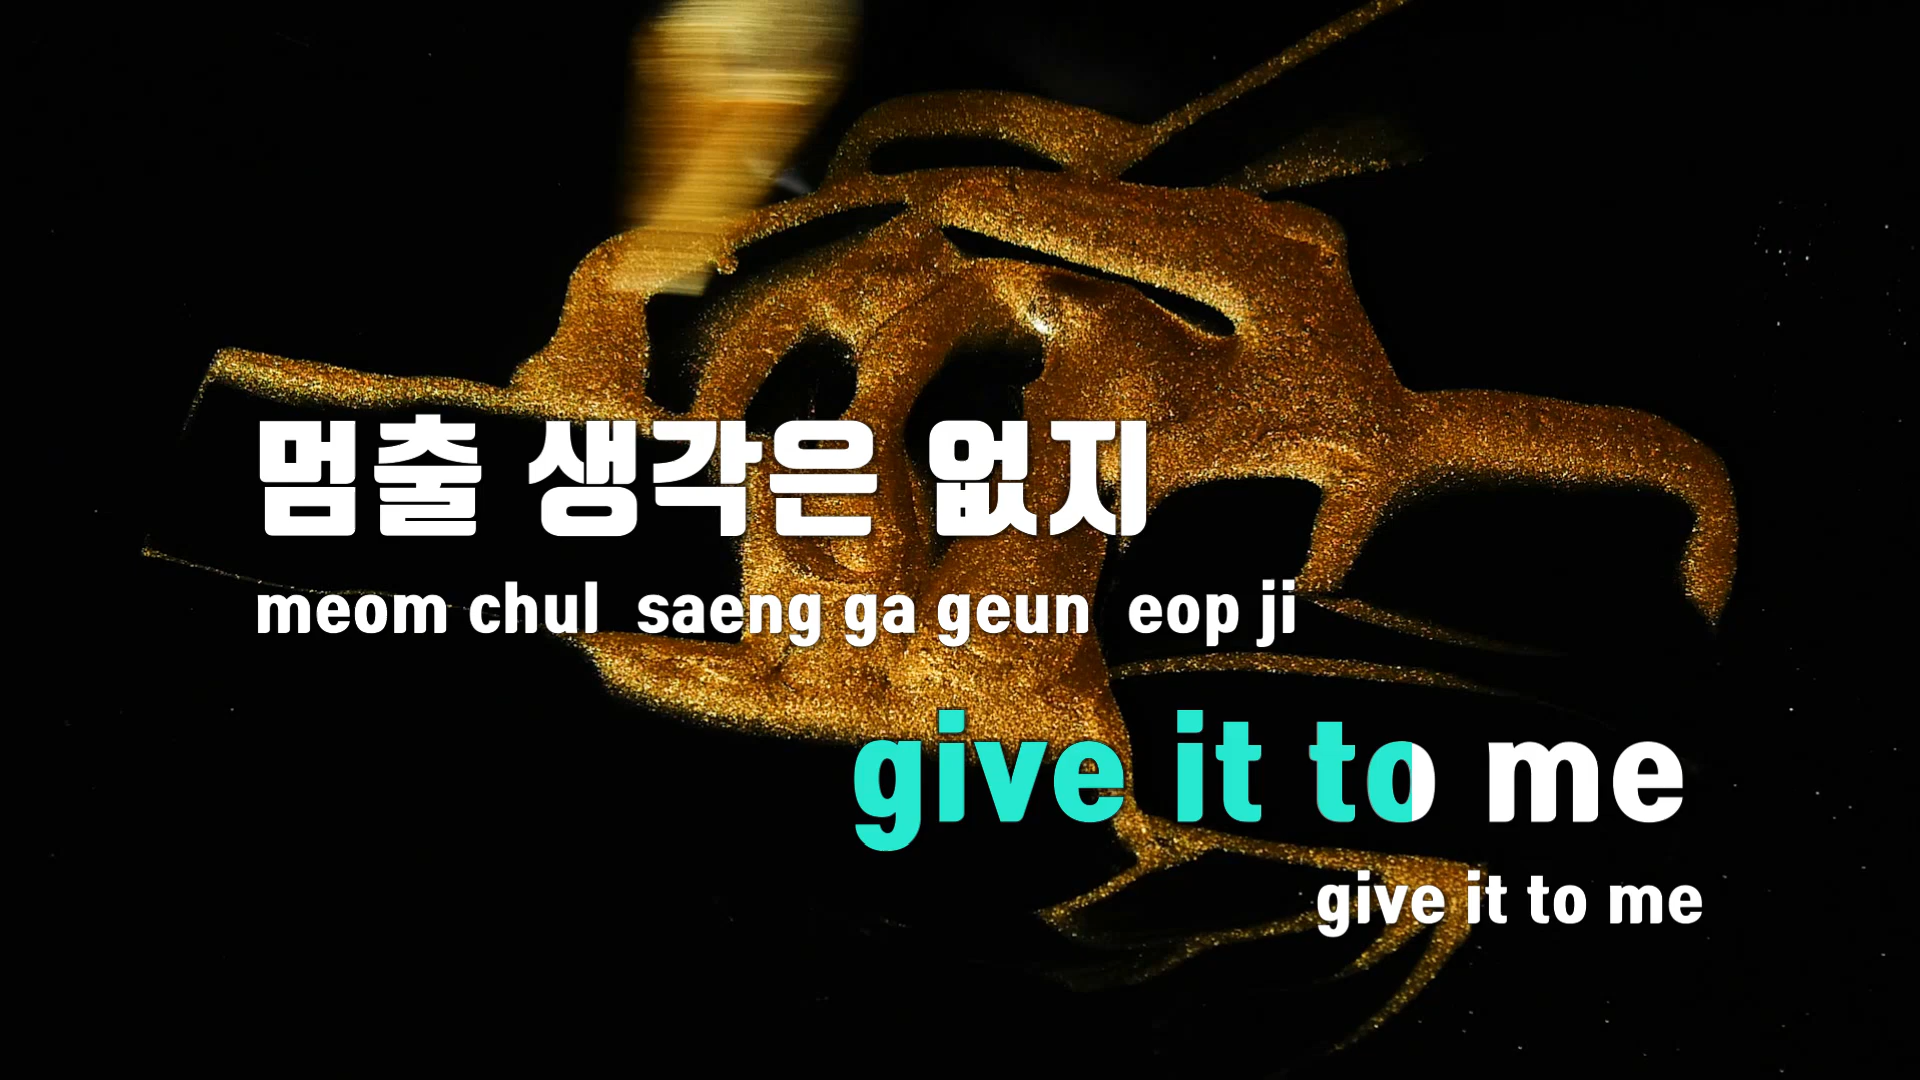 멈출 생각은 없지
meom chul saeng ga geun eop ji
give it to me
give it to me